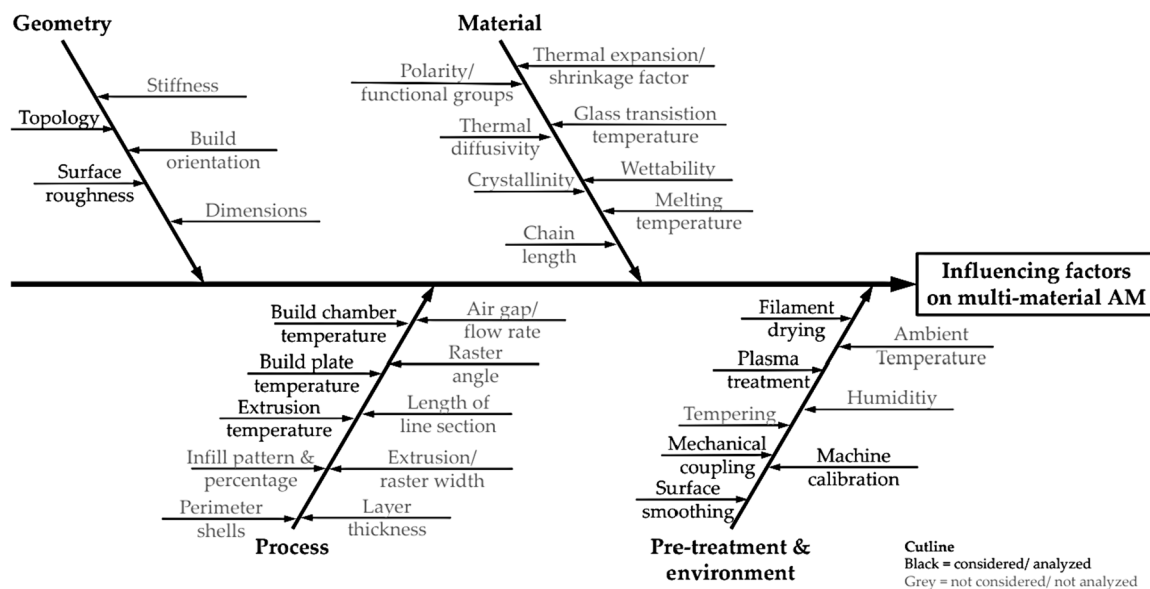 Geometry
Material
Stiffness
Topology
Build
orientation
Surface
roughness
Dimensions
Thermal expansion/
shrinkage factor
Polarity/
functional groups
Glass transistion
temperature
Thermal
diffusivity
Wettability
Crystallinity
Melting
temperature
Chain
length
Influencing factors
on multi-material AM
Build chamber
temperature
Air gap/
flow rate
Build plate
temperature
Raster
angle
Extrusion
temperature
Length of
line section
Infill pattern &
percentage
Extrusion/
raster width
Perimeter
shells
Layer
thickness
Process
Filament
drying
Ambient
Temperature
Plasma
treatment
Humiditiy
Tempering
Mechanical
coupling
Machine
calibration
Surface
smoothing
Pre-treatment &
environment
Cutline
Black = considered/ analyzed
Grey = not considered/ not analyzed